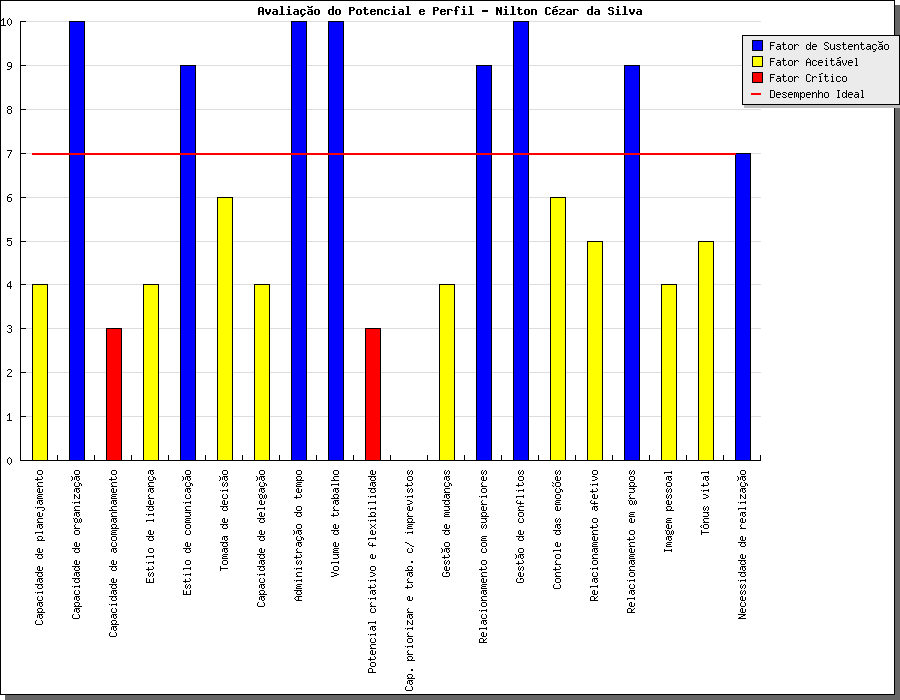 Avaliação do Potencial e Perfil - Nilton Cézar da Silva
Fator de Sustentação
Fator Aceitável
Fator Crítico
Desempenho Ideal
10
9
8
7
6
5
4
3
2
1
0
Capacidade de planejamento
Capacidade de organização
Capacidade de acompanhamento
Estilo de liderança
Estilo de comunicação
Tomada de decisão
Capacidade de delegação
Administração do tempo
Volume de trabalho
Potencial criativo e flexibilidade
Cap. priorizar e trab. c/ imprevistos
Gestão de mudanças
Relacionamento com superiores
Gestão de conflitos
Controle das emoções
Relacionamento afetivo
Relacionamento em grupos
Imagem pessoal
Tônus vital
Necessidade de realização